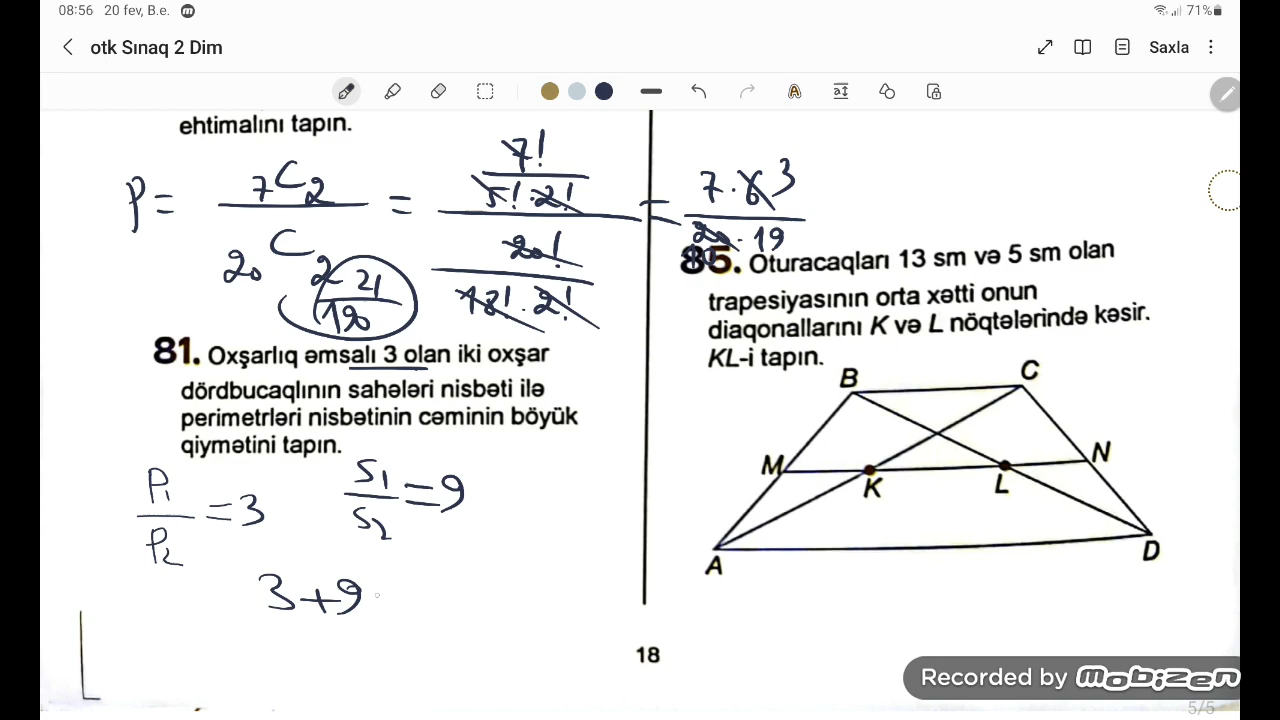 08:56 20 fev, B.e.
71%
otk Sınaq 2 Dim
Saxla
ehtimalını tapın.
P = 7C2 / 20C2 = 7! / 5! · 2! / 20! / 18! · 2! = 7 · 6 3 / 20 10 · 19
21 / 190
81. Oxşarlıq əmsalı 3 olan iki oxşar
dördbucaqlının sahələri nisbəti ilə
perimetrləri nisbətinin cəminin böyük
qiymətini tapın.
P1 / P2 = 3 S1 / S2 = 9
3+9
85. Oturacaqları 13 sm və 5 sm olan
trapesiyasının orta xətti onun
diaqonallarını K və L nöqtələrində kəsir.
KL-i tapın.
B C
M N
K L
A D
18
Recorded by mobizen
5/5